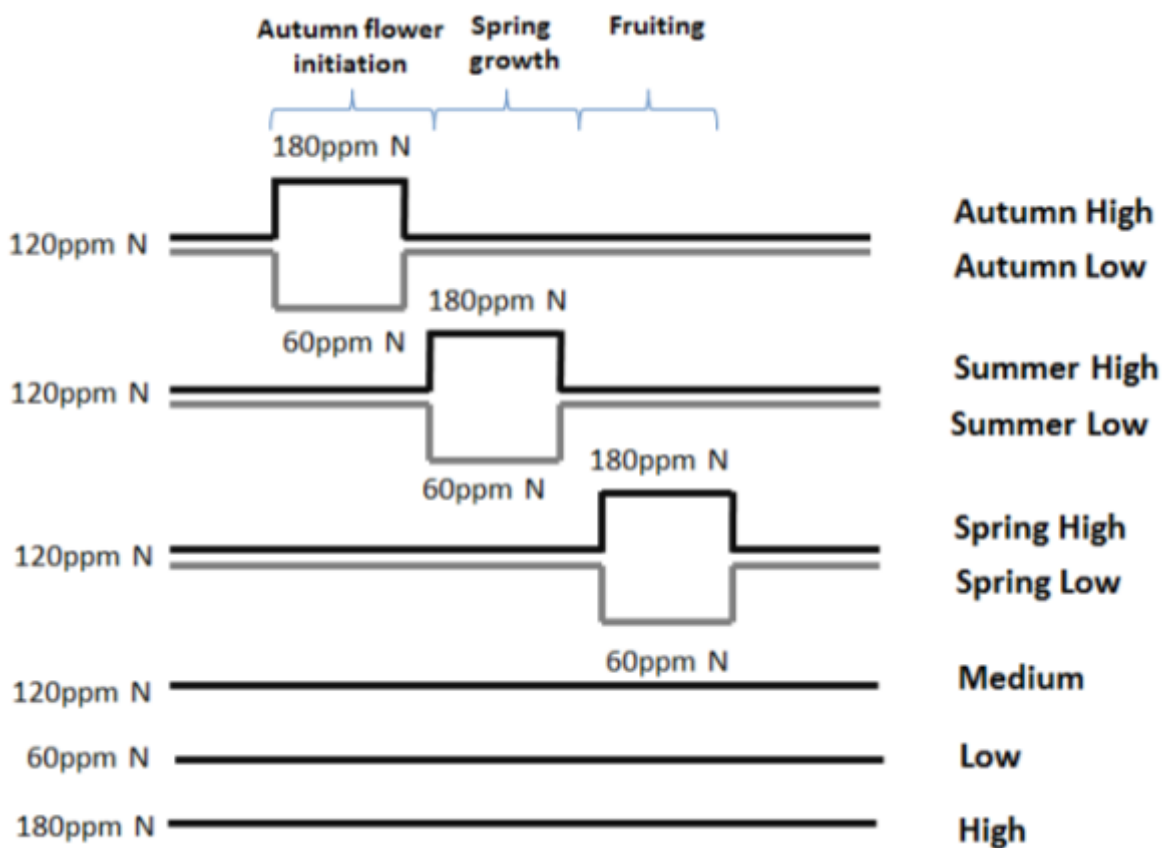 Autumn flower
initiation
Spring
growth
Fruiting
180ppm N
120ppm N
Autumn High
Autumn Low
60ppm N
180ppm N
120ppm N
Summer High
Summer Low
60ppm N
180ppm N
120ppm N
Spring High
Spring Low
60ppm N
120ppm N
Medium
60ppm N
Low
180ppm N
High